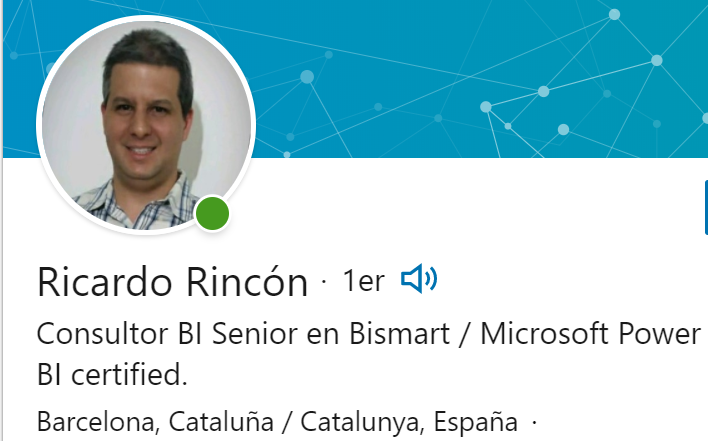 Ricardo Rincón · 1er
Consultor BI Senior en Bismart / Microsoft Power
BI certified.
Barcelona, Cataluña / Catalunya, España ·